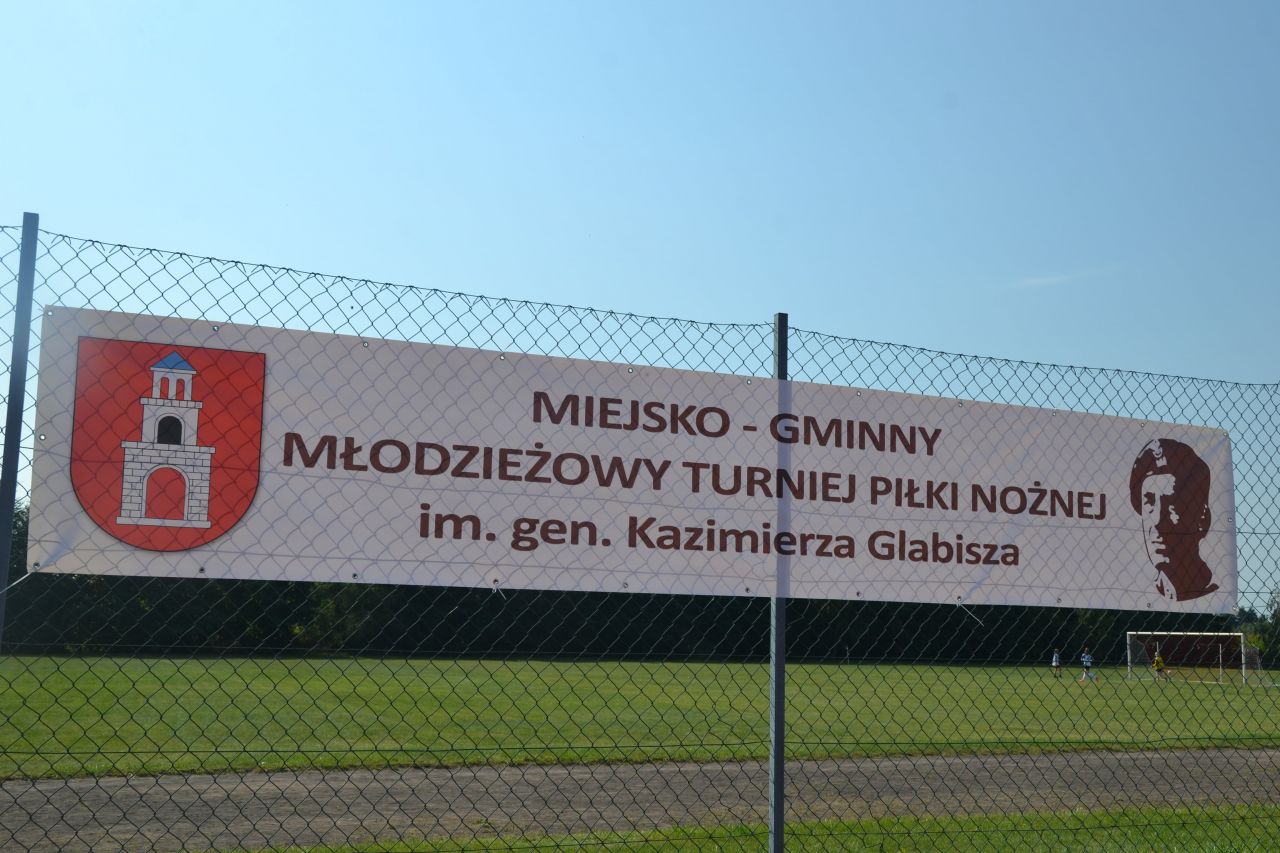 MIEJSKO - GMINNY
MŁODZIEŻOWY TURNIEJ PIŁKI NOŻNEJ
im. gen. Kazimierza Glabisza